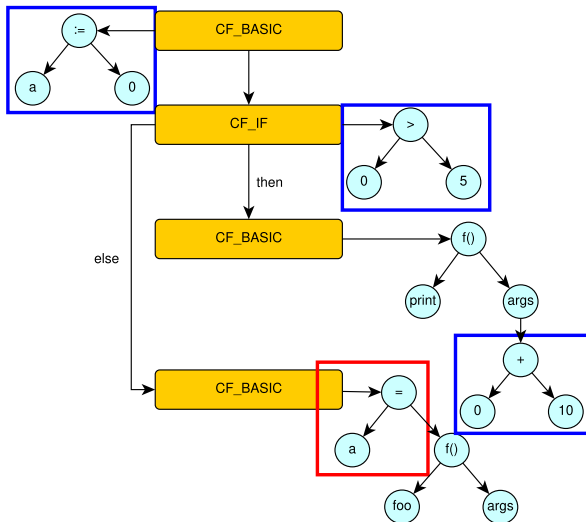 :=
CF_BASIC
a
0
CF_IF
>
0
5
then
CF_BASIC
f()
else
print
args
+
CF_BASIC
=
0
10
a
f()
foo
args